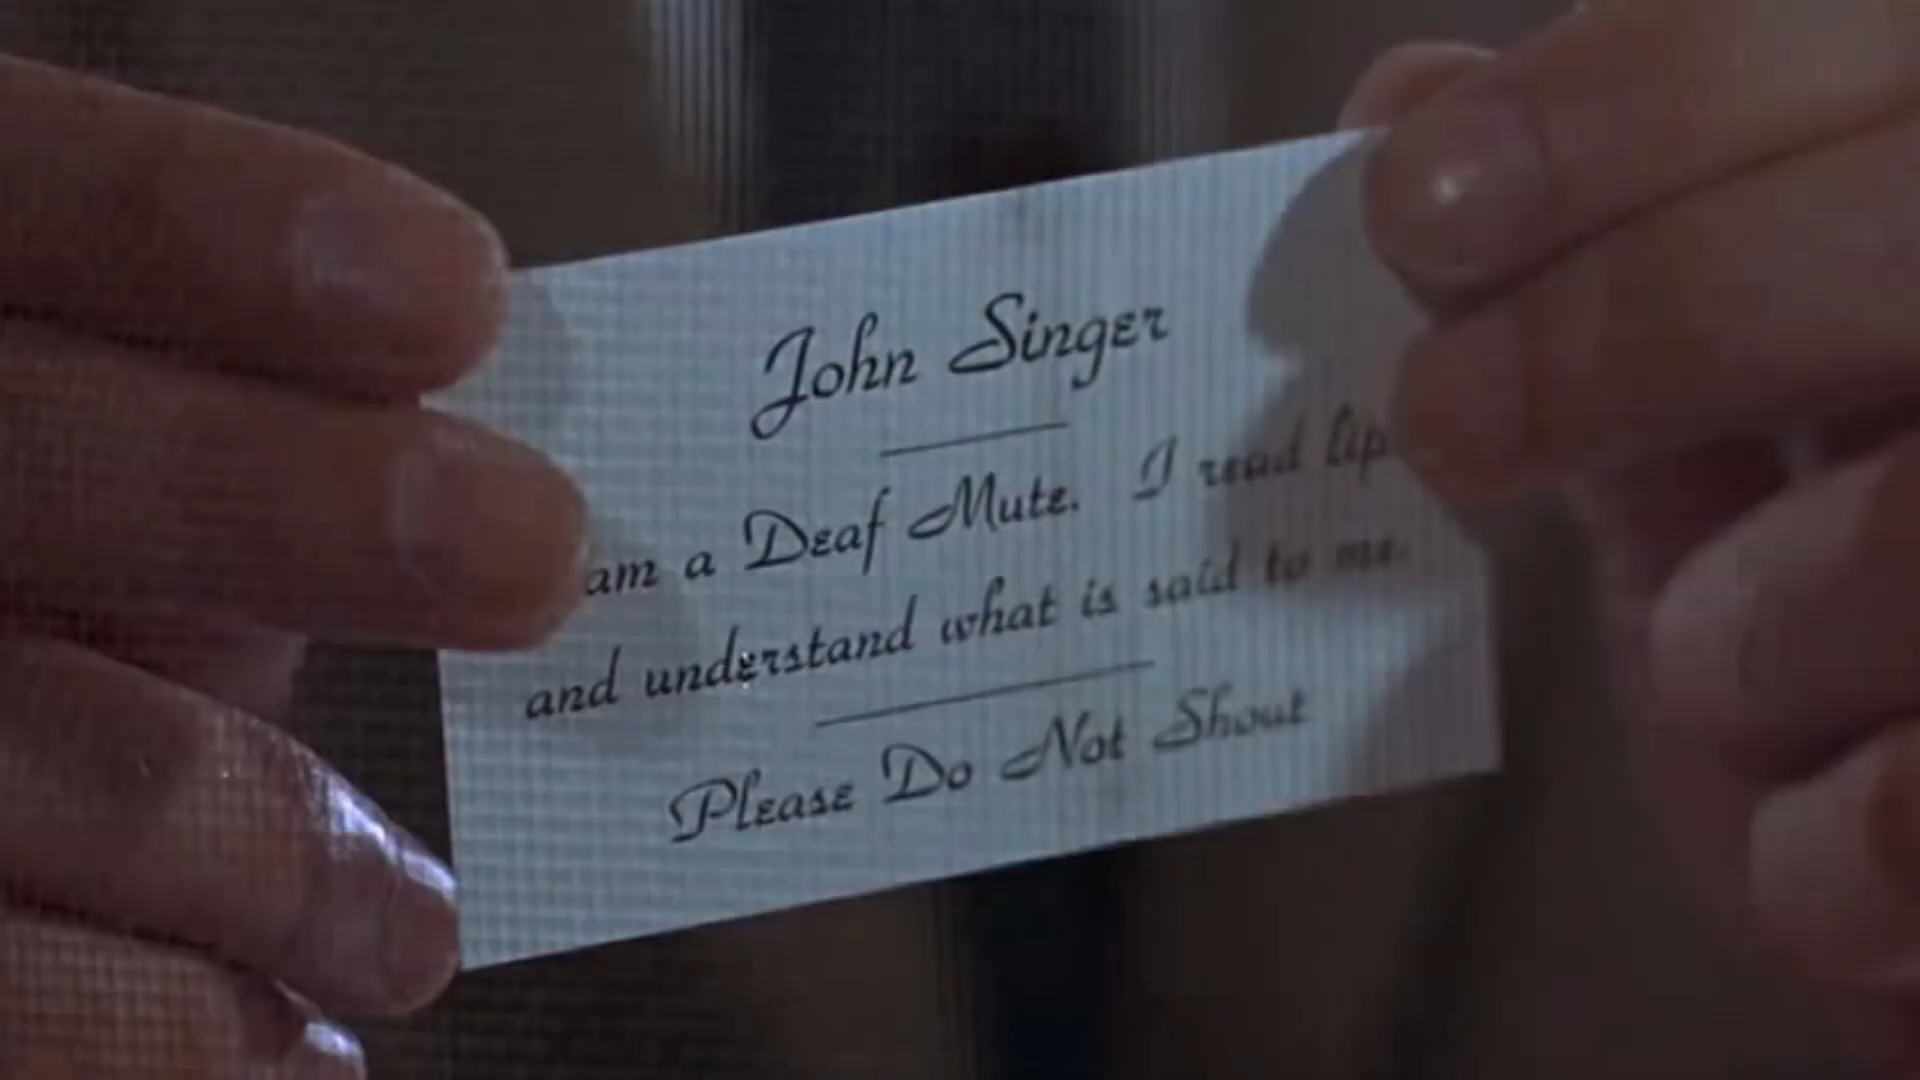 John Singer
am a Deaf Mute. I read lip
and understand what is said to me.
Please Do Not Shout